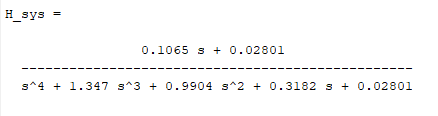 H_sys =
0.1065 s + 0.02801
---------------------------------------------------
s^4 + 1.347 s^3 + 0.9904 s^2 + 0.3182 s + 0.02801